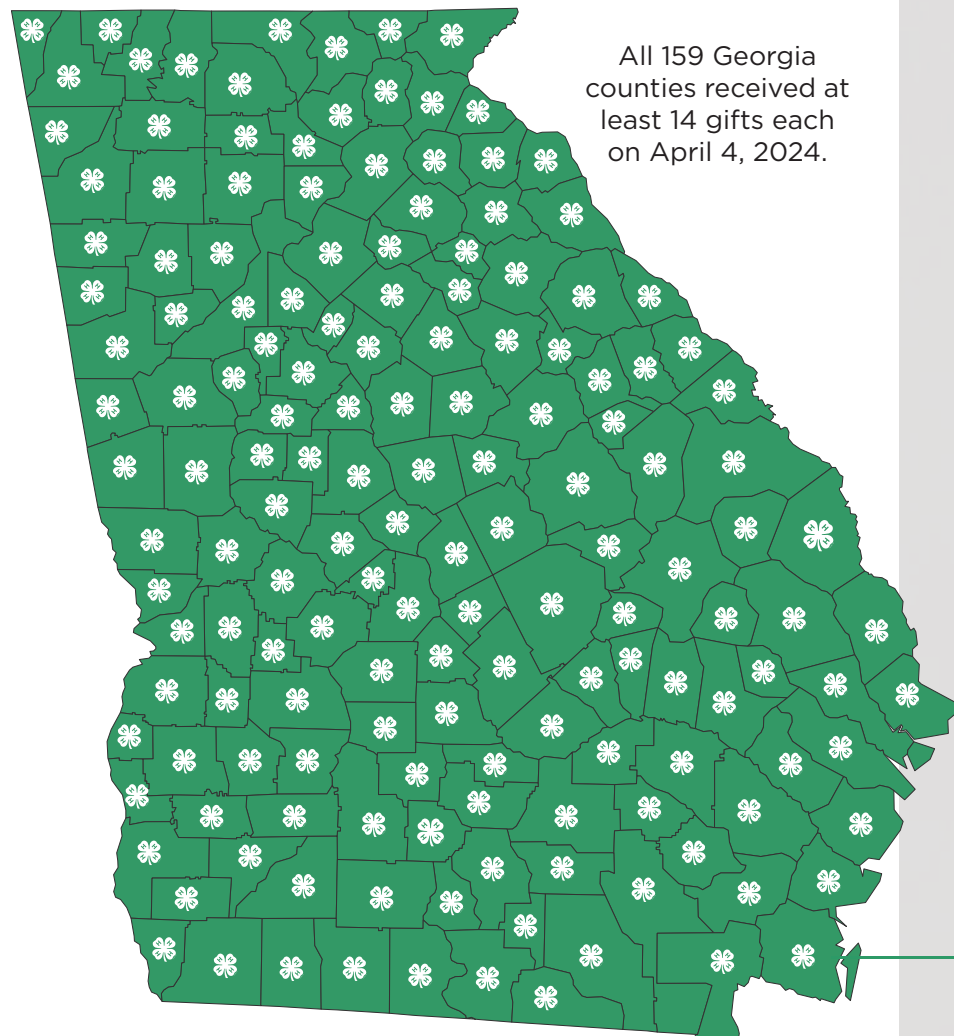 All 159 Georgia
counties received at
least 14 gifts each
on April 4, 2024.